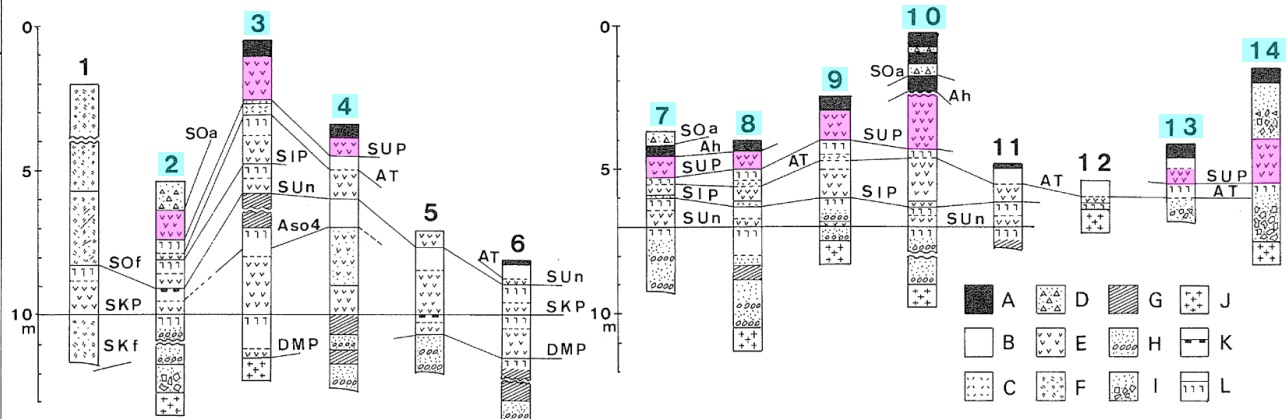 0
5
10
m
1
2
3
4
5
6
SOa
SUP
AT
SIP
SUn
Aso4
SOf
SKP
SKf
DMP
AT
SUn
SKP
DMP
0
5
10
m
7
8
9
10
11
12
13
14
SOa
Ah
SUP
SIP
SUn
AT
SUP
SIP
SOa
Ah
SUn
AT
SUP
AT
A D G J
B E H K
C F I L